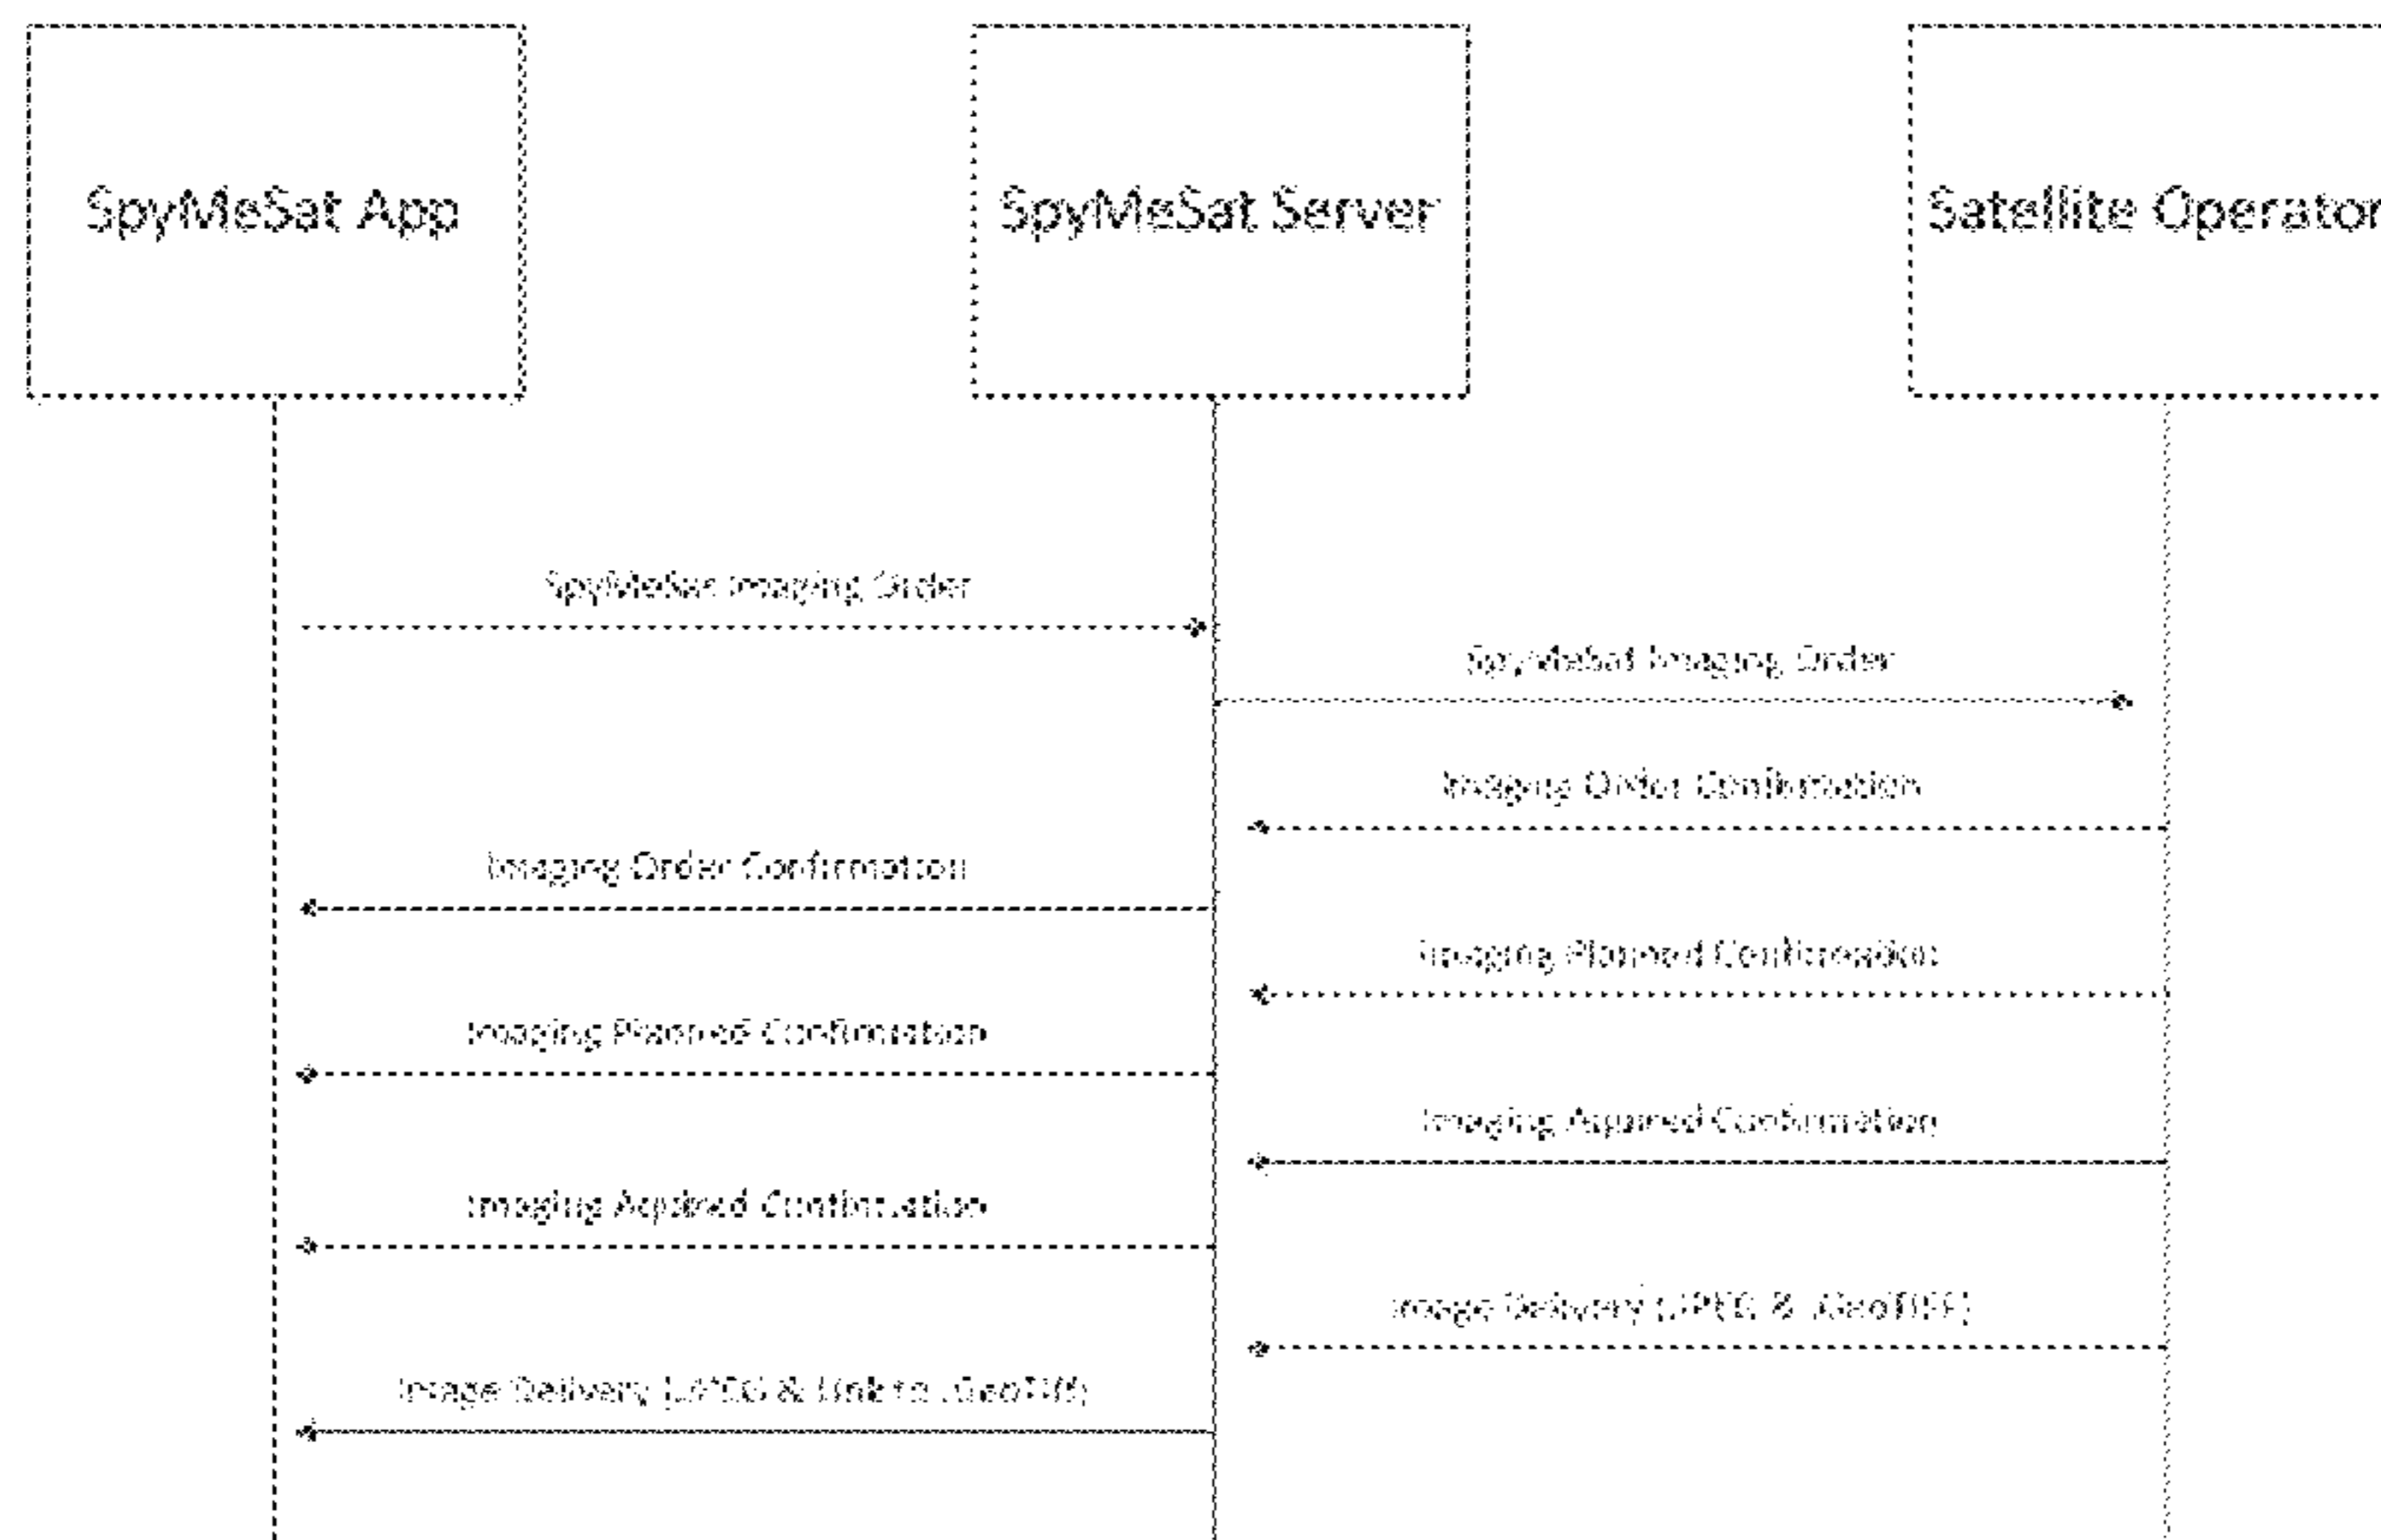 SpyMeSat App
SpyMeSat Server
Satellite Operator
SpyMeSat Imaging Order
SpyMeSat Imaging Order
Imaging Order Confirmation
Imaging Order Confirmation
Imaging Planned Confirmation
Imaging Planned Confirmation
Imaging Aquired Confirmation
Imaging Aquired Confirmation
Image Delivery (.JPEG & .GeoTIFF)
Image Delivery (.JPEG & Link to .GeoTiff)